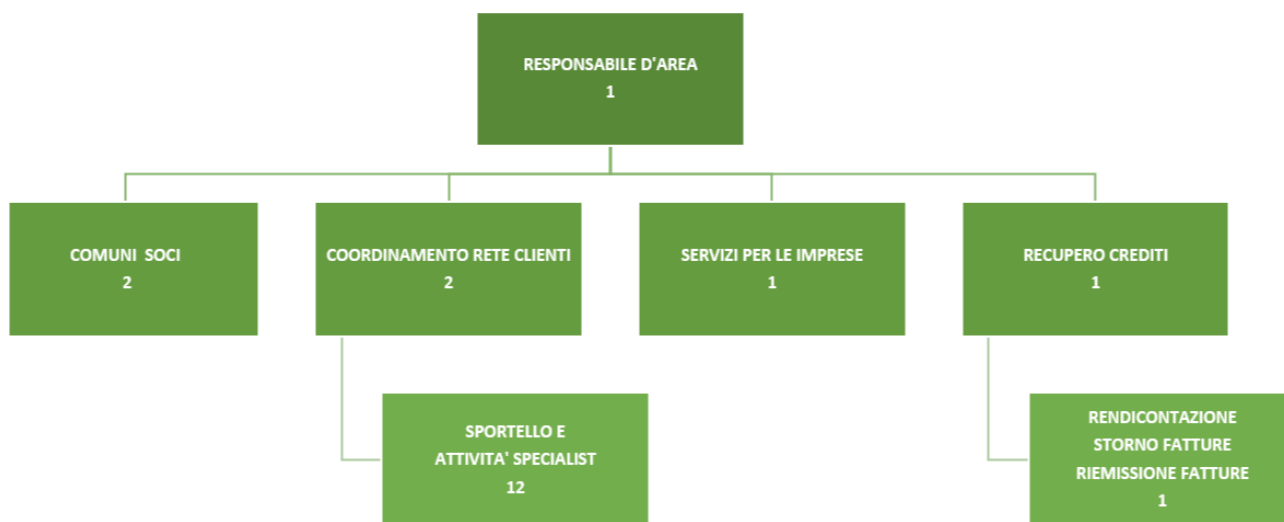 RESPONSABILE D'AREA
1
COMUNI  SOCI
2
COORDINAMENTO RETE CLIENTI
2
SERVIZI PER LE IMPRESE
1
RECUPERO CREDITI
1
SPORTELLO E
ATTIVITA' SPECIALIST
12
RENDICONTAZIONE
STORNO FATTURE
RIEMISSIONE FATTURE
1